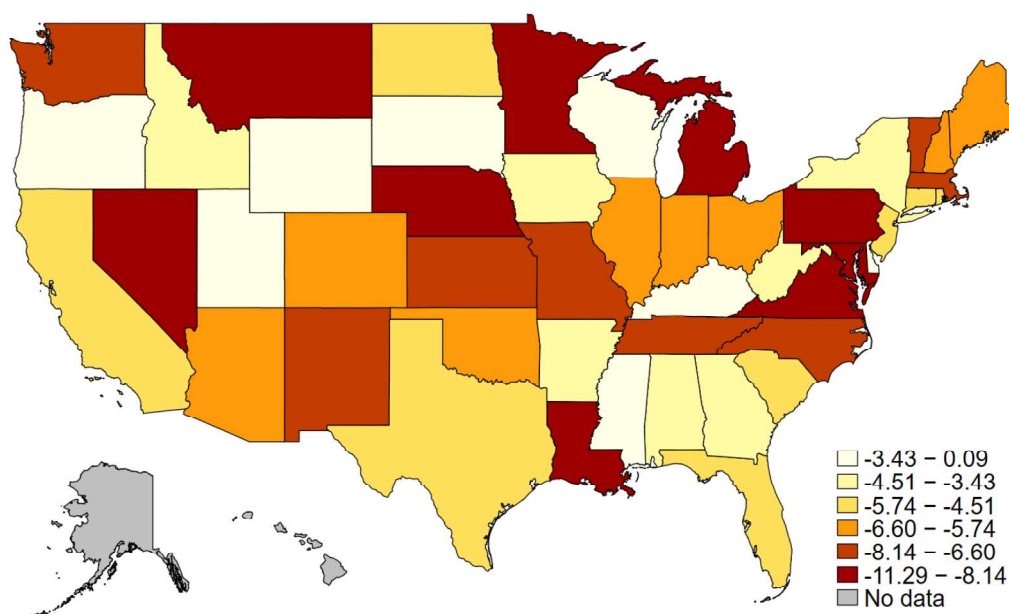 -3.43 − 0.09
-4.51 − -3.43
-5.74 − -4.51
-6.60 − -5.74
-8.14 − -6.60
-11.29 − -8.14
No data